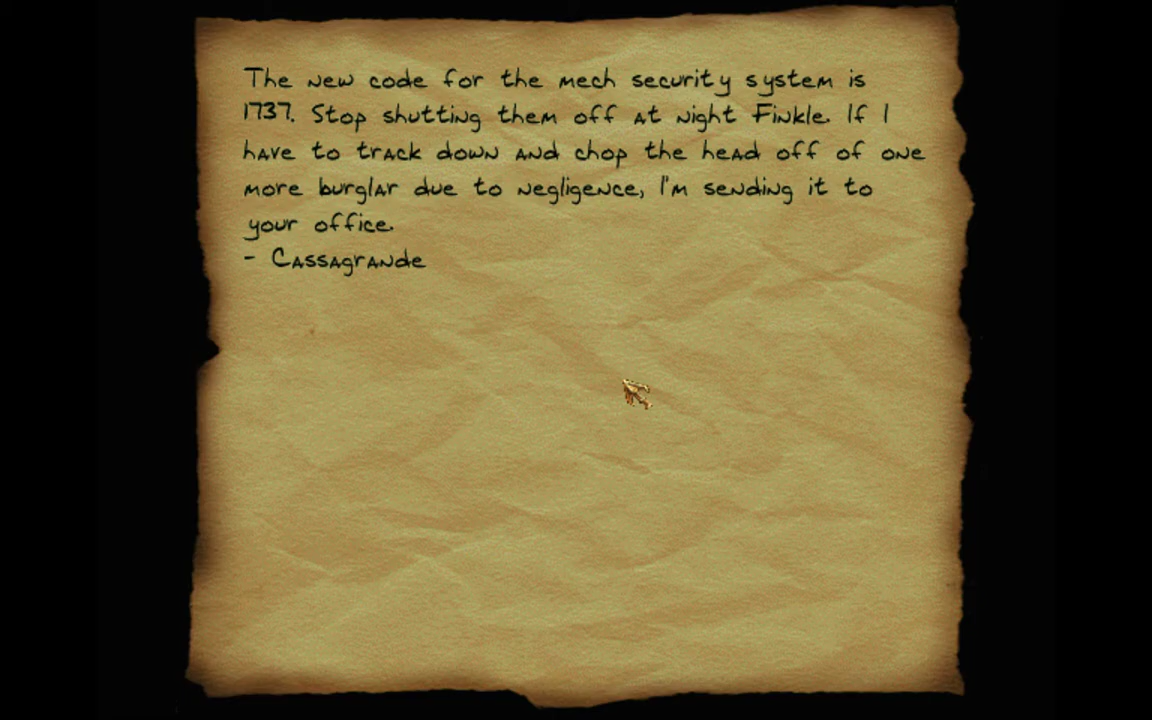 The new code for the mech security system is
1737. Stop shutting them off at night Finkle. If I
have to track down and chop the head off of one
more burglar due to negligence, I'm sending it to
your office.
- Cassagrande